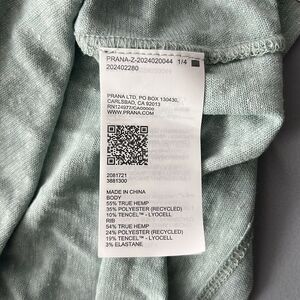 PRANA-Z-2024020044 1/4
202402280
PRANA LTD, PO BOX 130430,
CARLSBAD, CA 92013
RN124972/CA00000
WWW.PRANA.COM
2081721
3881300
MADE IN CHINA
BODY
55% TRUE HEMP
35% POLYESTER (RECYCLED)
10% TENCEL™ - LYOCELL
RIB
54% TRUE HEMP
24% POLYESTER (RECYCLED)
19% TENCEL™ - LYOCELL
3% ELASTANE